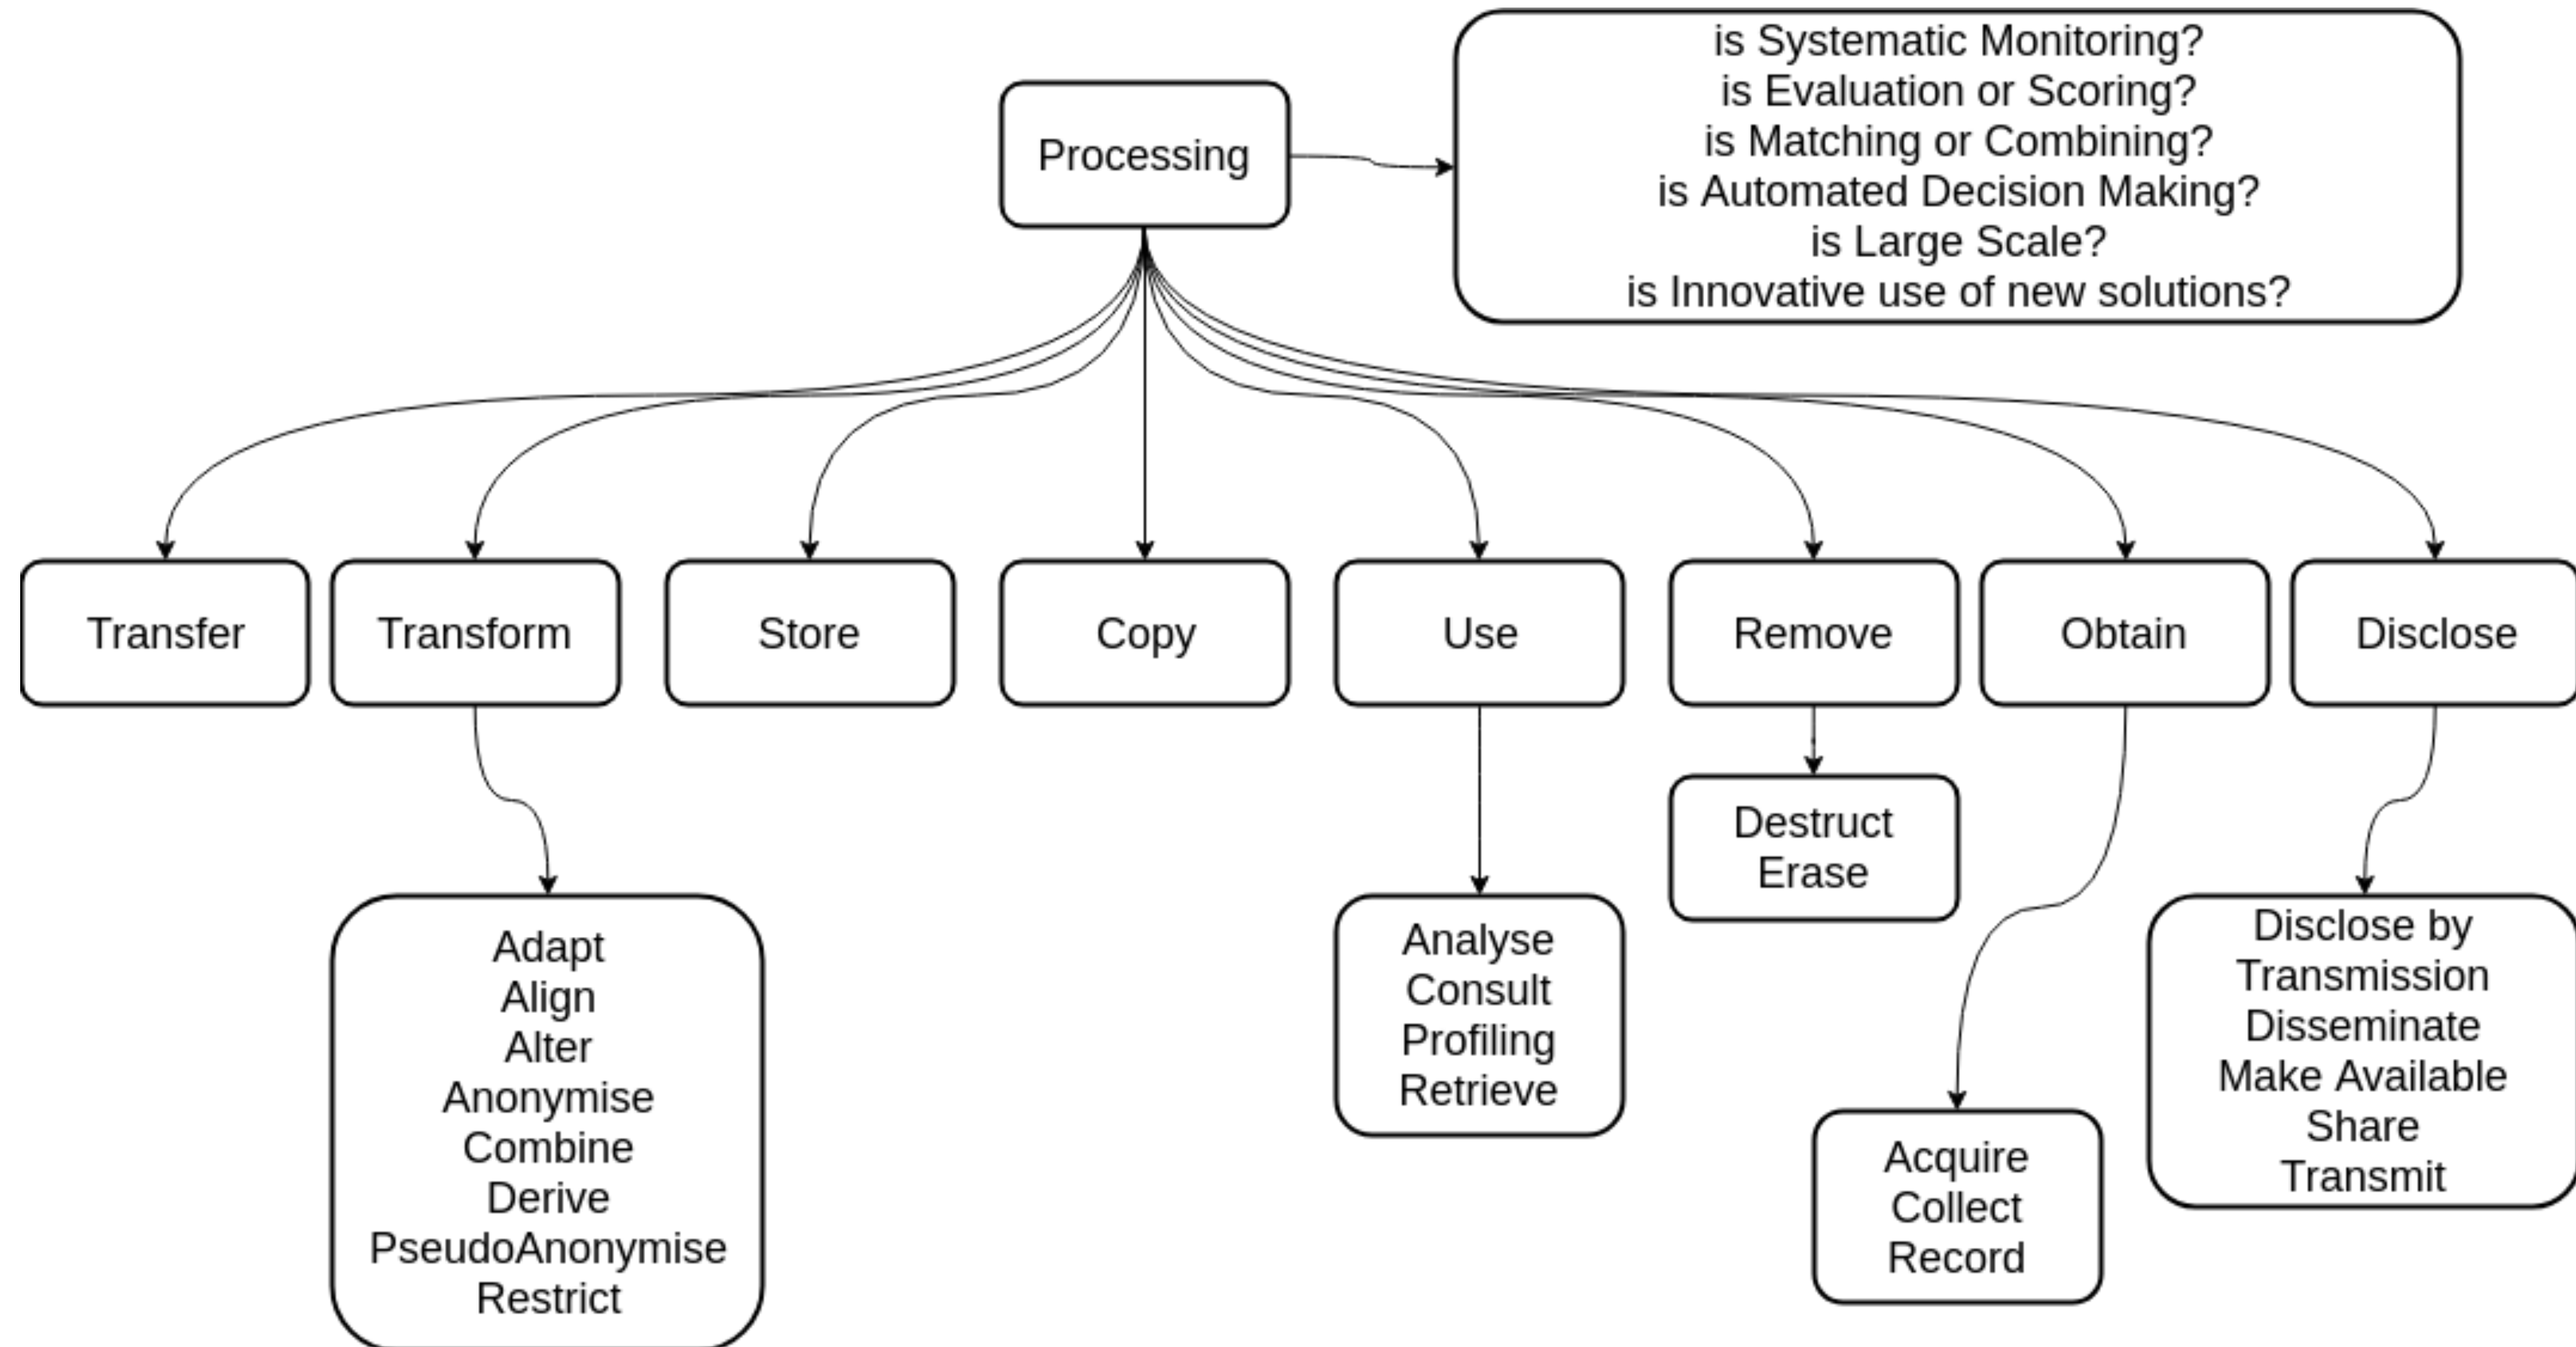 is Systematic Monitoring?
is Evaluation or Scoring?
is Matching or Combining?
is Automated Decision Making?
is Large Scale?
is Innovative use of new solutions?
Processing
Transfer
Transform
Store
Copy
Use
Remove
Obtain
Disclose
Destruct
Erase
Adapt
Align
Alter
Anonymise
Combine
Derive
PseudoAnonymise
Restrict
Analyse
Consult
Profiling
Retrieve
Acquire
Collect
Record
Disclose by
Transmission
Disseminate
Make Available
Share
Transmit